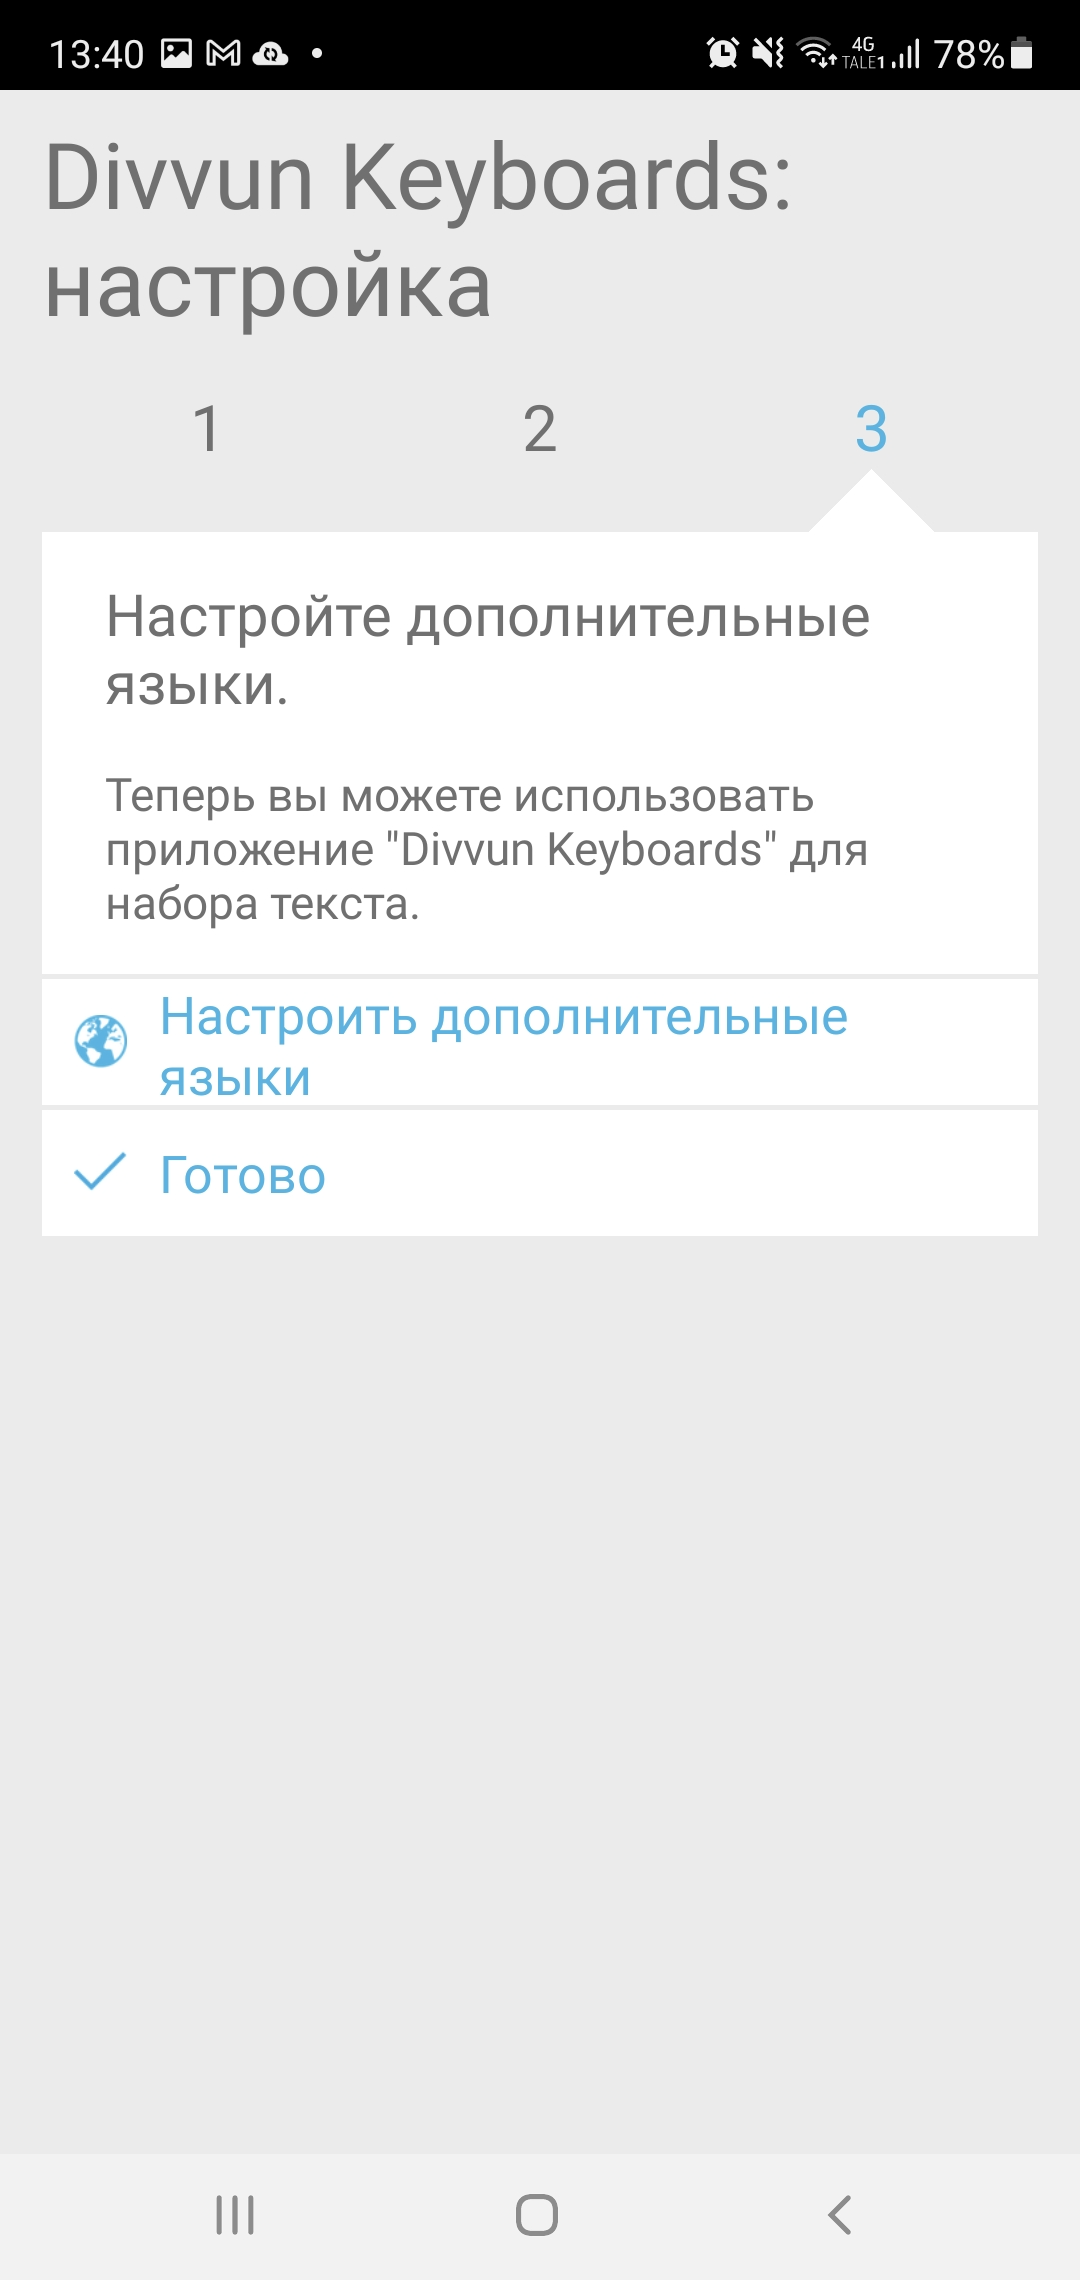 13:40
4G
TALE1
78%
Divvun Keyboards:
настройка
1 2 3
Настройте дополнительные
языки.
Теперь вы можете использовать
приложение "Divvun Keyboards" для
набора текста.
Настроить дополнительные
языки
Готово